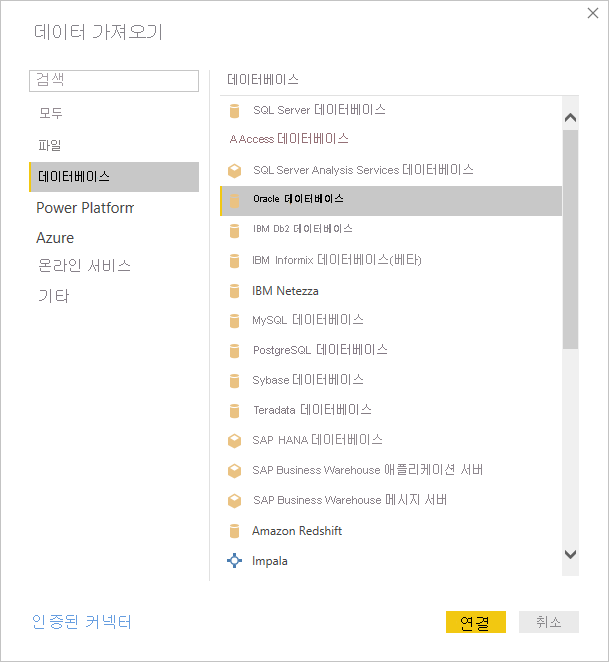 데이터 가져오기
검색
모두
파일
데이터베이스
Power Platform
Azure
온라인 서비스
기타
데이터베이스
SQL Server 데이터베이스
AAccess 데이터베이스
SQL Server Analysis Services 데이터베이스
Oracle 데이터베이스
IBM Db2 데이터베이스
IBM Informix 데이터베이스(베타)
IBM Netezza
MySQL 데이터베이스
PostgreSQL 데이터베이스
Sybase 데이터베이스
Teradata 데이터베이스
SAP HANA 데이터베이스
SAP Business Warehouse 애플리케이션 서버
SAP Business Warehouse 메시지 서버
Amazon Redshift
Impala
인증된 커넥터
연결
취소